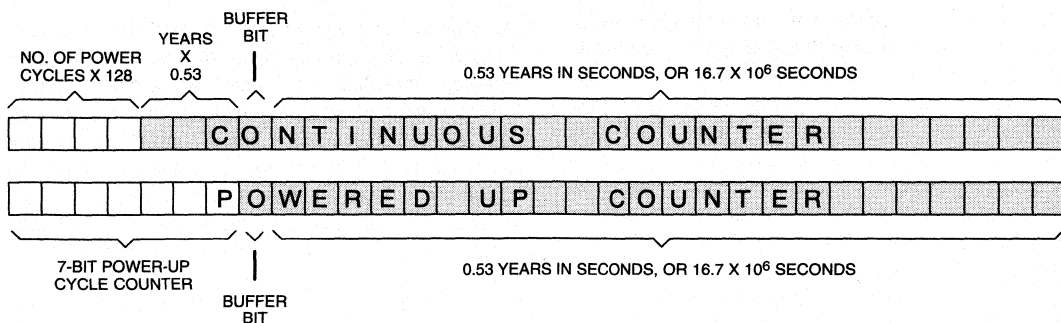 NO. OF POWER
CYCLES X 128
YEARS
X
0.53
BUFFER
BIT
0.53 YEARS IN SECONDS, OR 16.7 X 10⁶ SECONDS
CONTINUOUS COUNTER
POWERED UP COUNTER
7-BIT POWER-UP
CYCLE COUNTER
BUFFER
BIT
0.53 YEARS IN SECONDS, OR 16.7 X 10⁶ SECONDS